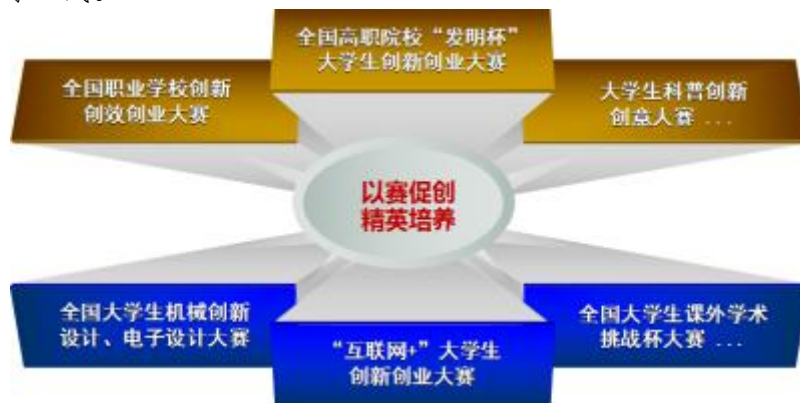 全国高职院校“发明杯”
大学生创新创业大赛
全国职业学校创新
创效创业大赛
大学生科普创新
创意人赛 ...
以赛促创
精英培养
全国大学生机械创新
设计、电子设计大赛
“互联网+”大学生
创新创业大赛
全国大学生课外学术
挑战杯大赛 ...